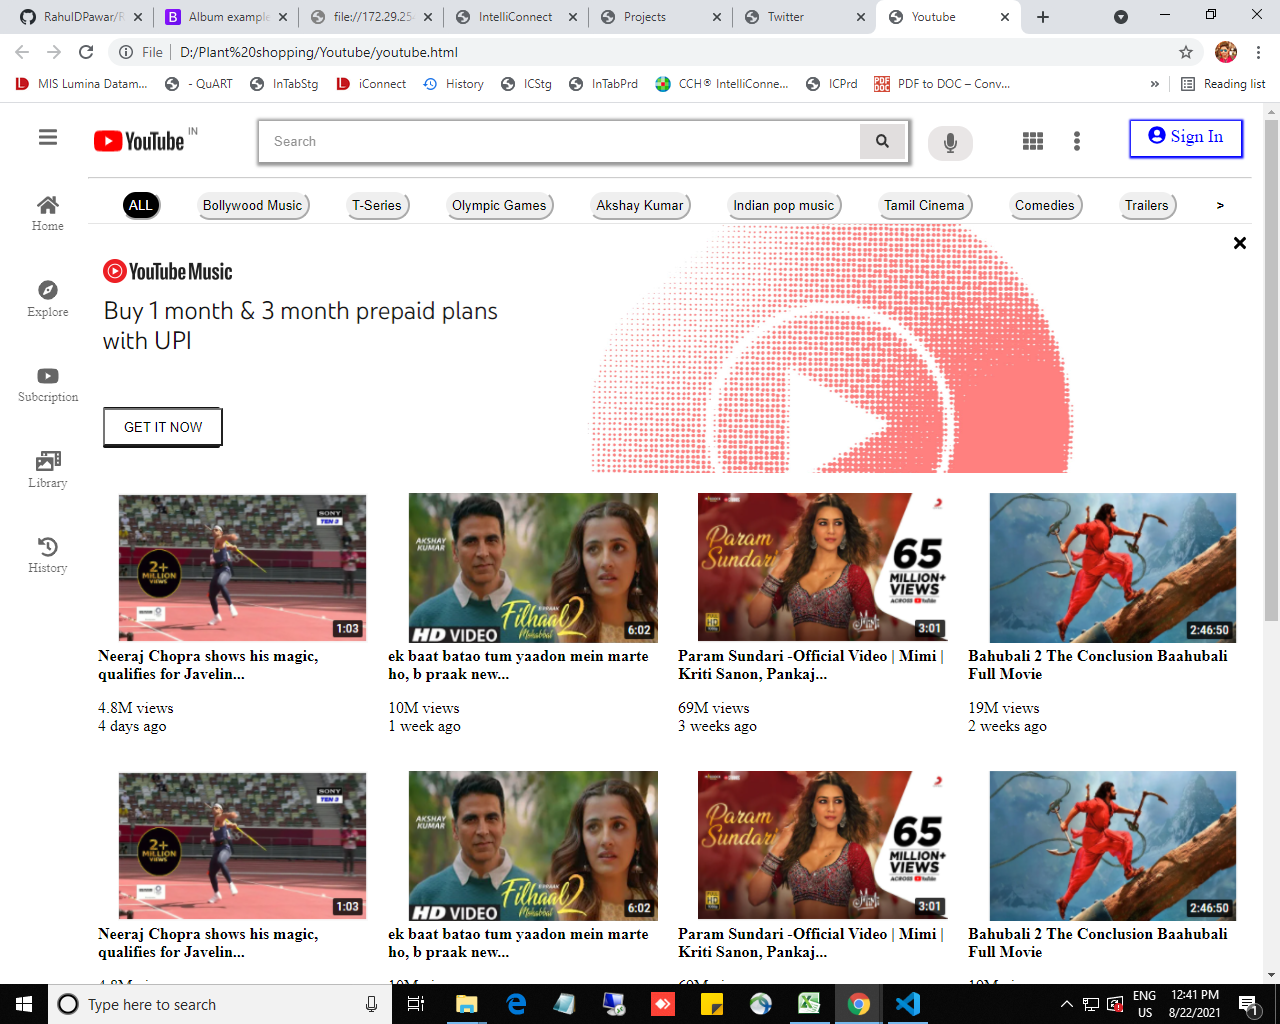 RahulDPawar/R
Album example
file://172.29.25
IntelliConnect
Projects
Twitter
Youtube
File | D:/Plant%20shopping/Youtube/youtube.html
MIS Lumina Datam...
- QuART
InTabStg
iConnect
History
ICStg
InTabPrd
CCH® IntelliConne...
ICPrd
PDF to DOC – Conv...
»
Reading list
YouTube IN
Search
Sign In
Home
Explore
Subcription
Library
History
ALL
Bollywood Music
T-Series
Olympic Games
Akshay Kumar
Indian pop music
Tamil Cinema
Comedies
Trailers
>
YouTube Music
Buy 1 month & 3 month prepaid plans
with UPI
GET IT NOW
SONY
TEN 3
2+
MILLION
VIEWS
1:03
AKSHAY
KUMAR
FILHAAL 2
Mohabbat
HD VIDEO
6:02
Param
Sundari
65
MILLION+
VIEWS
ACROSS YouTube
Mimi
3:01
2:46:50
Neeraj Chopra shows his magic,
qualifies for Javelin...
4.8M views
4 days ago
ek baat batao tum yaadon mein marte
ho, b praak new...
10M views
1 week ago
Param Sundari -Official Video | Mimi |
Kriti Sanon, Pankaj...
69M views
3 weeks ago
Bahubali 2 The Conclusion Baahubali
Full Movie
19M views
2 weeks ago
SONY
TEN 3
2+
MILLION
VIEWS
1:03
AKSHAY
KUMAR
FILHAAL 2
Mohabbat
HD VIDEO
6:02
Param
Sundari
65
MILLION+
VIEWS
ACROSS YouTube
Mimi
3:01
2:46:50
Neeraj Chopra shows his magic,
qualifies for Javelin...
ek baat batao tum yaadon mein marte
ho, b praak new...
Param Sundari -Official Video | Mimi |
Kriti Sanon, Pankaj...
Bahubali 2 The Conclusion Baahubali
Full Movie
Type here to search
ENG
US
12:41 PM
8/22/2021
1